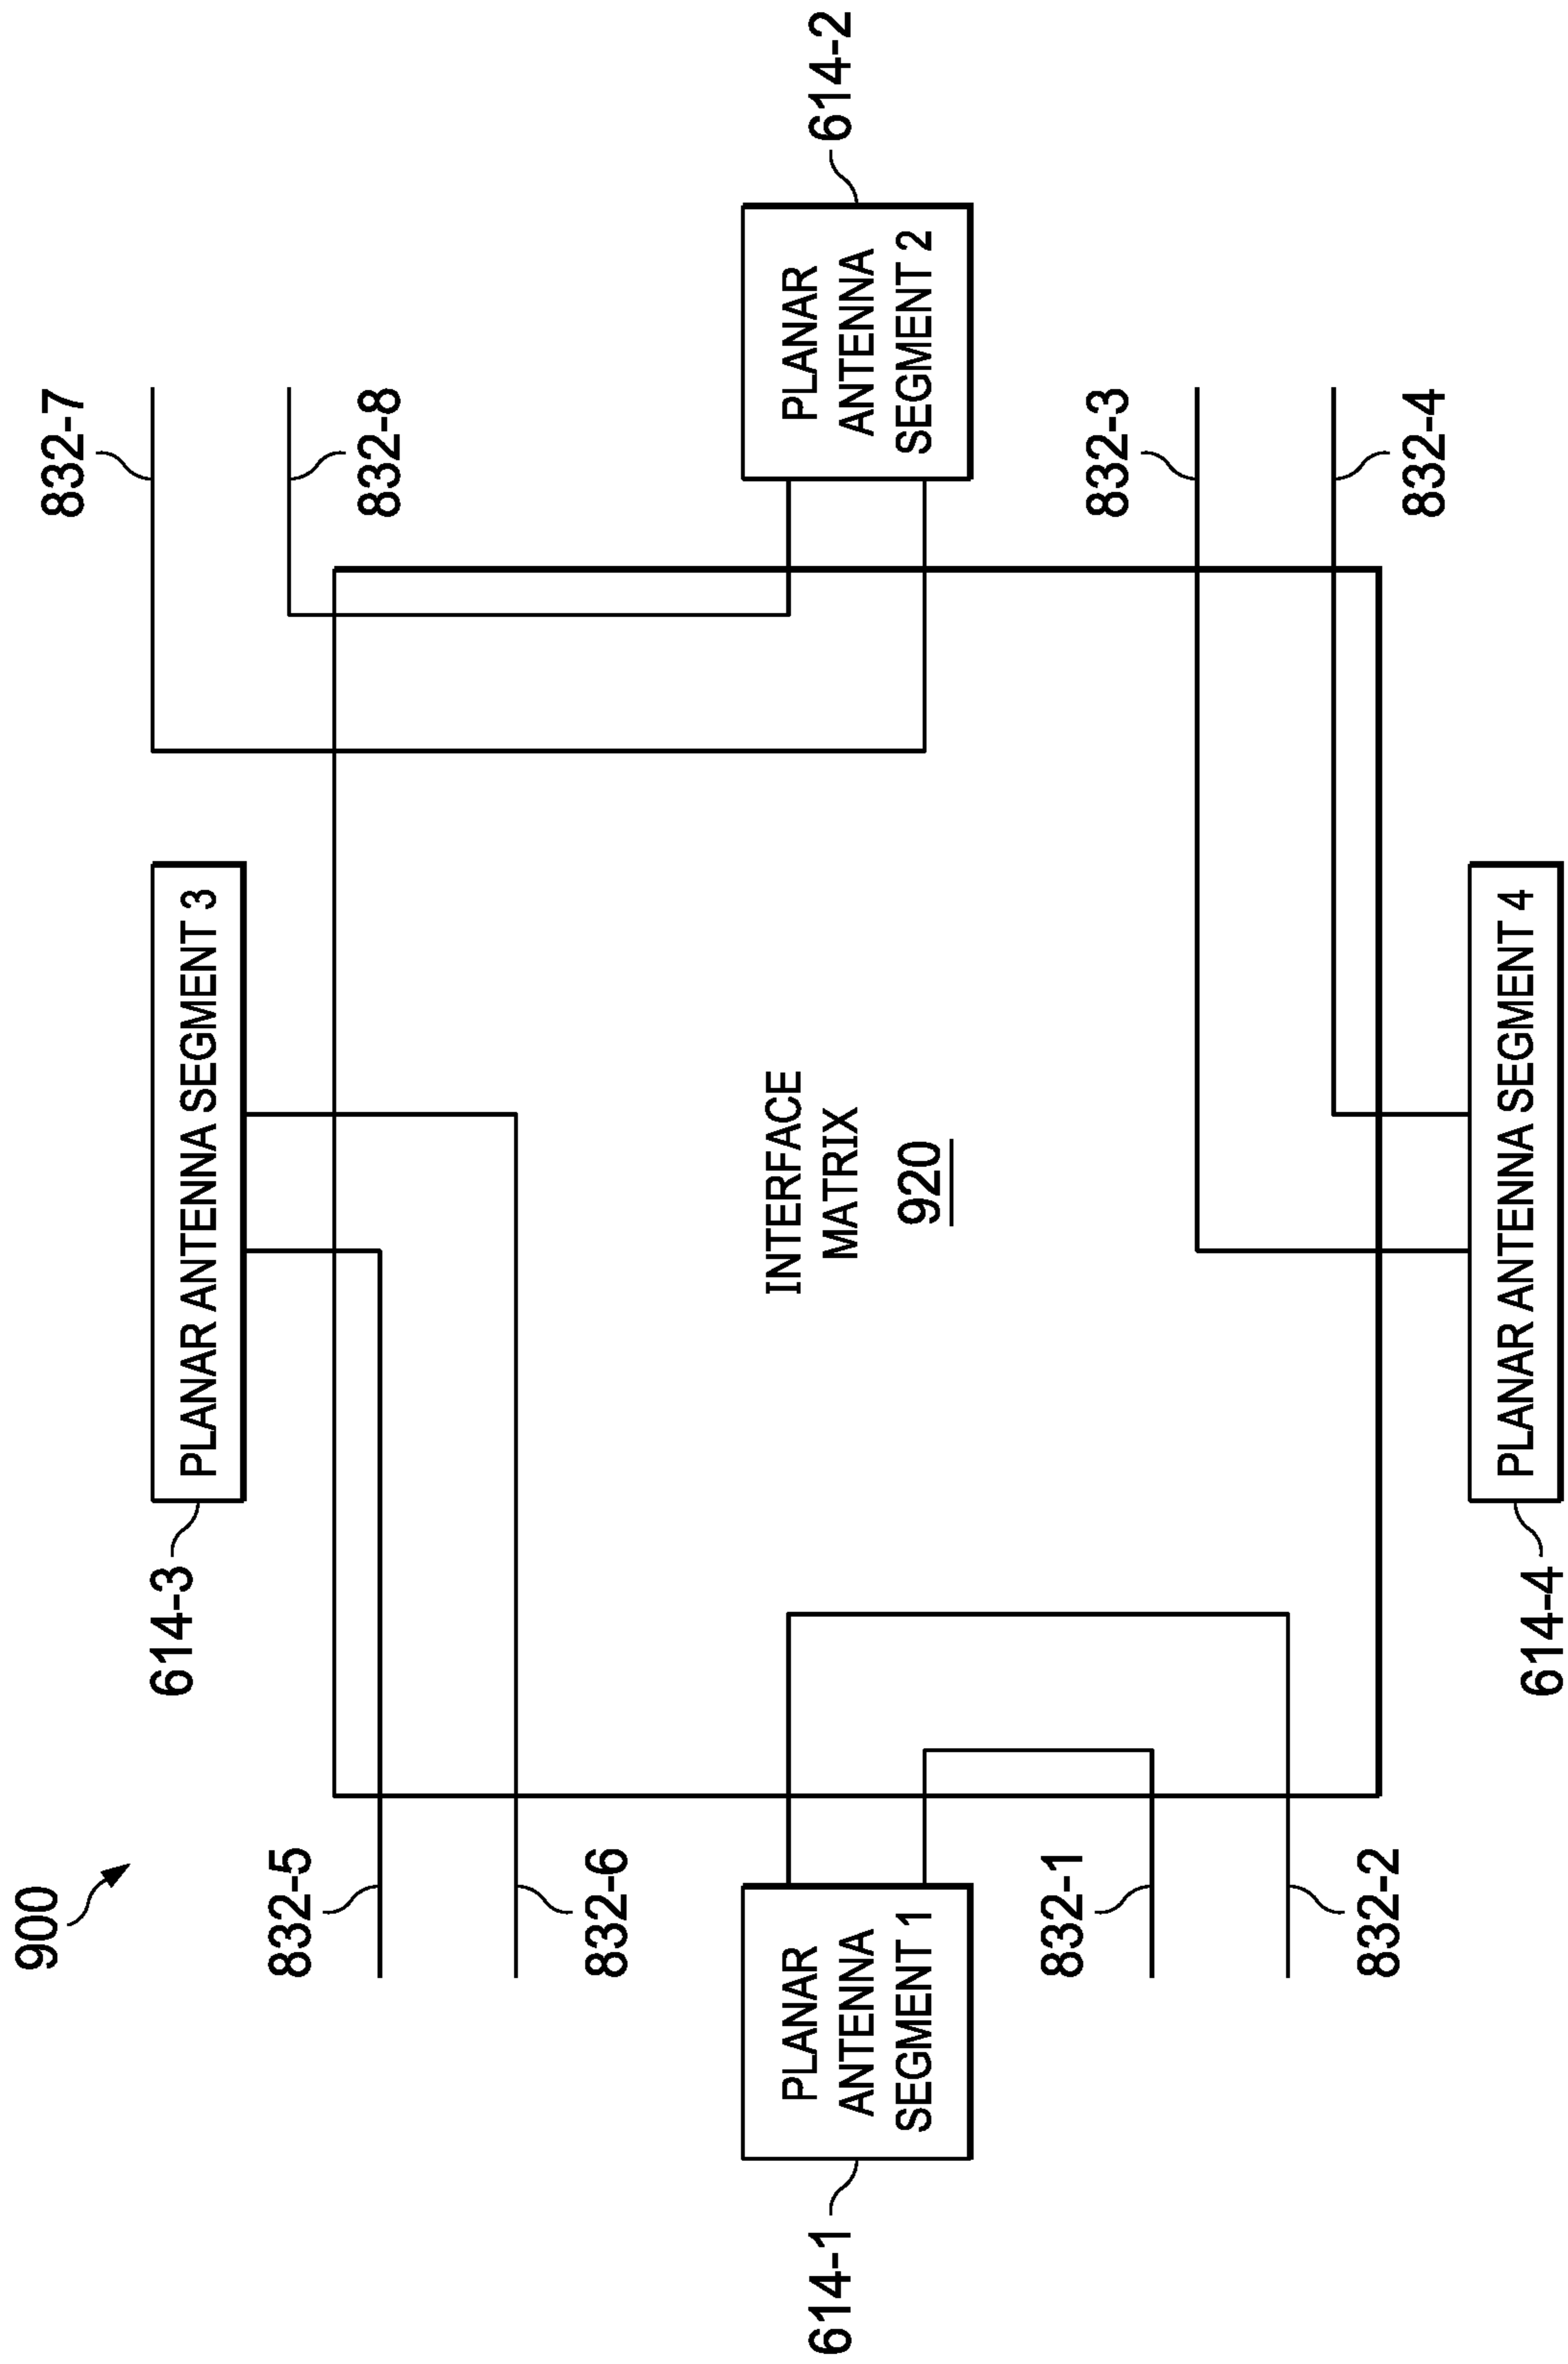 900
614-3
PLANAR ANTENNA SEGMENT 3
832-5
832-6
832-7
832-8
614-1
PLANAR
ANTENNA
SEGMENT 1
INTERFACE
MATRIX
920
PLANAR
ANTENNA
SEGMENT 2
614-2
832-1
832-2
832-3
832-4
614-4
PLANAR ANTENNA SEGMENT 4